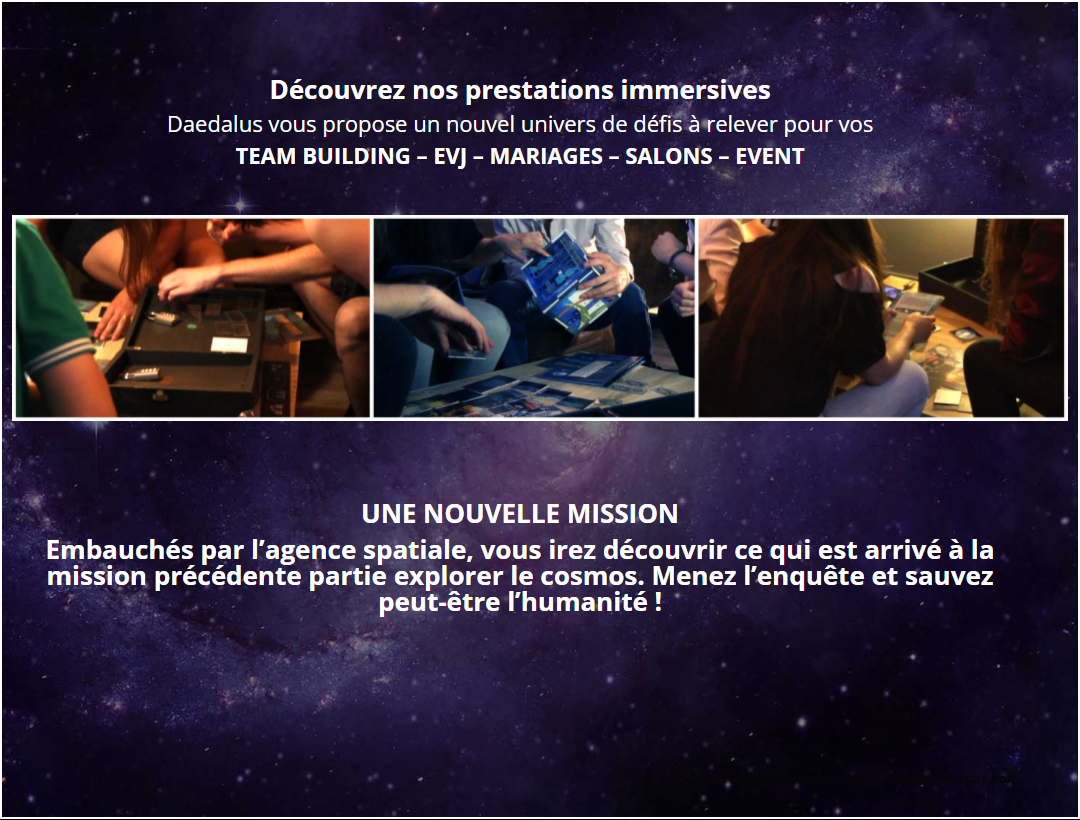 Découvrez nos prestations immersives
Daedalus vous propose un nouvel univers de défis à relever pour vos
TEAM BUILDING – EVJ – MARIAGES – SALONS – EVENT
UNE NOUVELLE MISSION
Embauchés par l’agence spatiale, vous irez découvrir ce qui est arrivé à la
mission précédente partie explorer le cosmos. Menez l’enquête et sauvez
peut-être l’humanité !